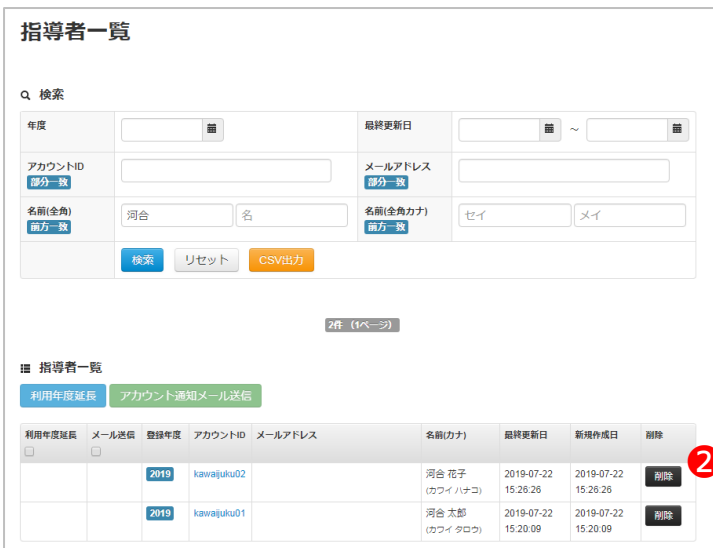 指導者一覧
検索
年度 最終更新日 ～
アカウントID 部分一致 メールアドレス 部分一致
名前(全角) 前方一致 河合 名 名前(全角カナ) 前方一致 セイ メイ
検索 リセット CSV出力
2件 (1ページ)
指導者一覧
利用年度延長 アカウント通知メール送信
利用年度延長 メール送信 登録年度 アカウントID メールアドレス 名前(カナ) 最終更新日 新規作成日 削除
2
2019 kawaijuku02 河合 花子 2019-07-22 2019-07-22 削除
(カワイ ハナコ) 15:26:26 15:26:26
2019 kawaijuku01 河合 太郎 2019-07-22 2019-07-22 削除
(カワイ タロウ) 15:20:09 15:20:09